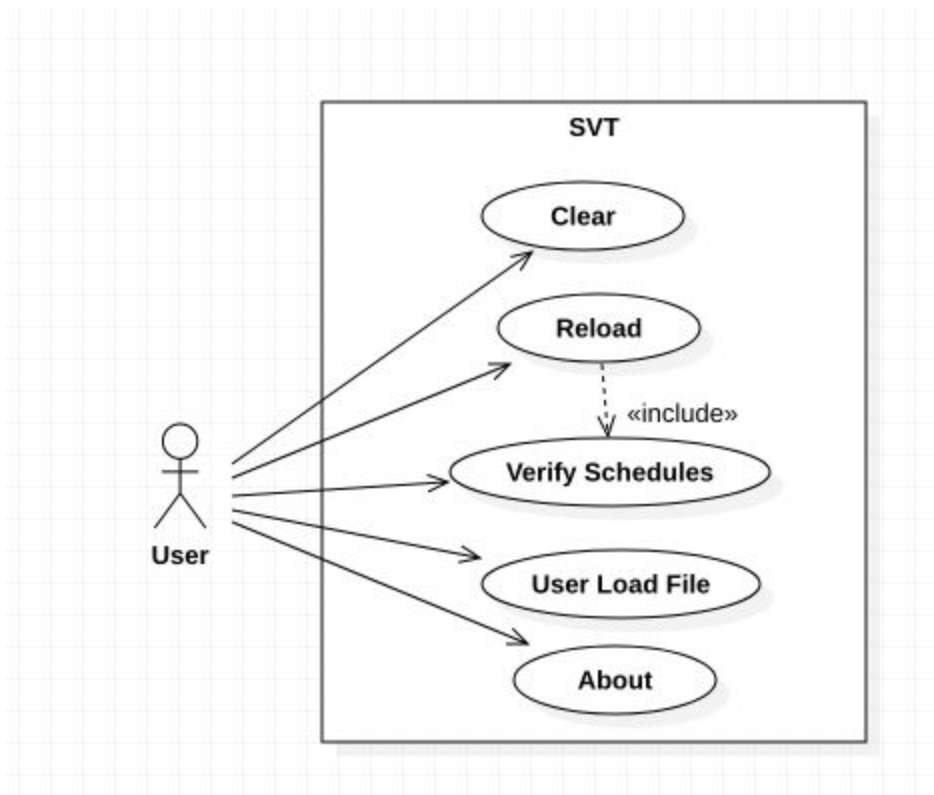 SVT
Clear
Reload
«include»
Verify Schedules
User
User Load File
About